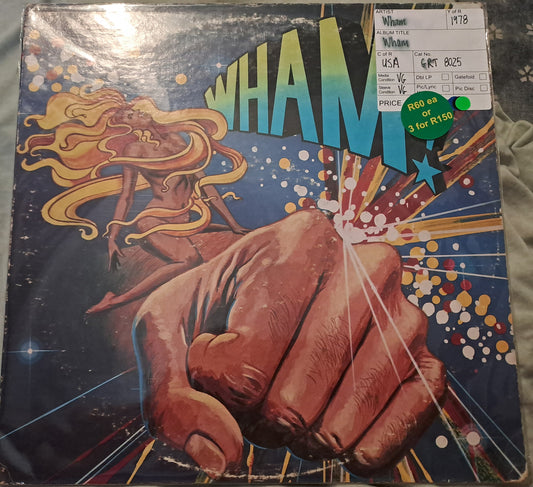 WHAM!
ARTIST
Y of R
Wham
1978
ALBUM TITLE
Wham
C of R
Cat No.
USA
GRT 8025
Media Condition
VG
Dbl LP
Gatefold
Sleeve Condition
VG
Pic/Lyric
Pic Disc
PRICE
R60 ea
or
3 for R150